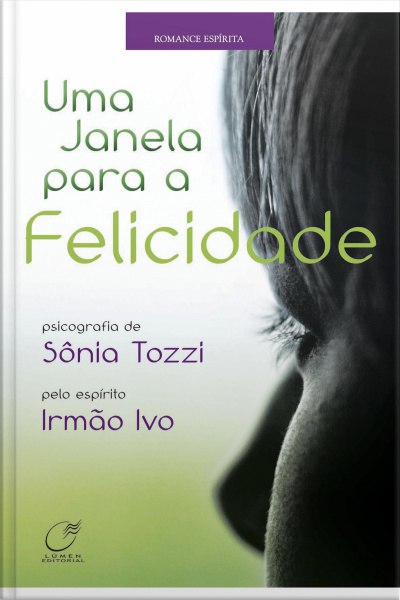 ROMANCE ESPÍRITA
Uma
Janela
para a
Felicidade
psicografia de
Sônia Tozzi
pelo espírito
Irmão Ivo
LÚMEN
EDITORIAL